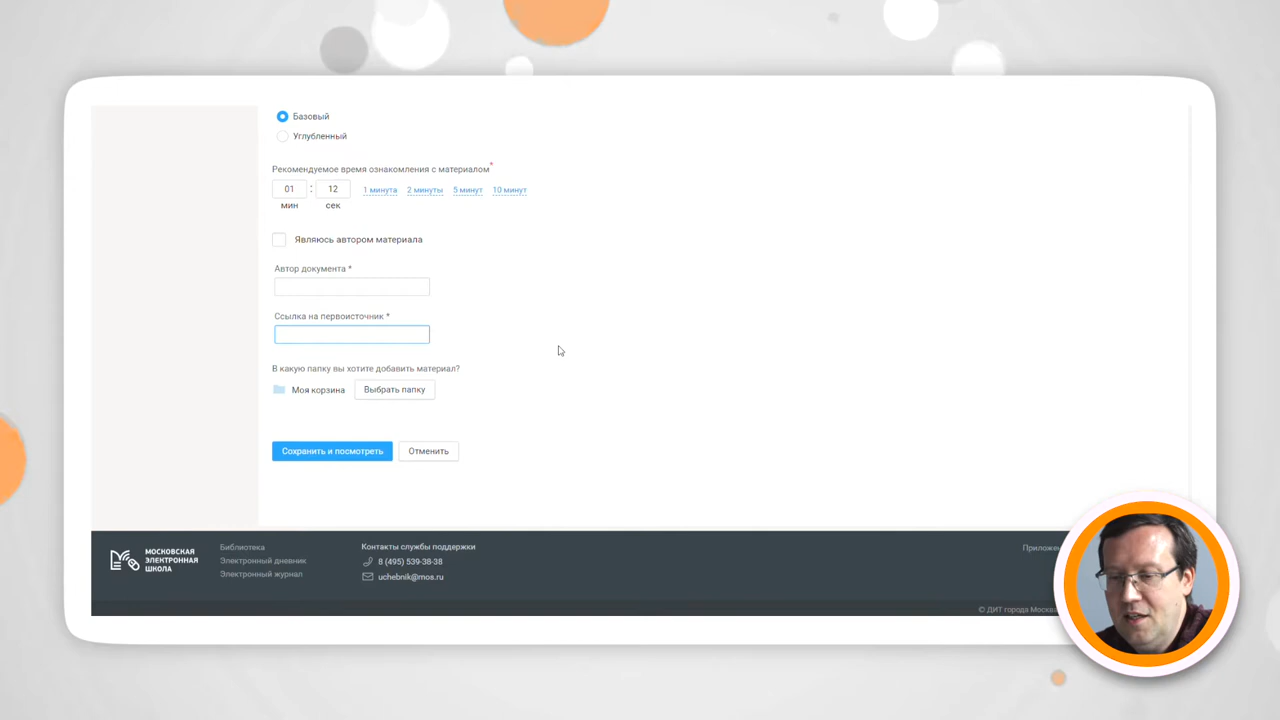 Базовый
Углубленный
Рекомендуемое время ознакомления с материалом*
01 : 12 1 минута 2 минуты 5 минут 10 минут
мин сек
Являюсь автором материала
Автор документа *
Ссылка на первоисточник *
В какую папку вы хотите добавить материал?
Моя корзина Выбрать папку
Сохранить и посмотреть Отменить
МОСКОВСКАЯ
ЭЛЕКТРОННАЯ
ШКОЛА
Библиотека
Электронный дневник
Электронный журнал
Контакты службы поддержки
8 (495) 539-38-38
uchebnik@mos.ru
© ДИТ города